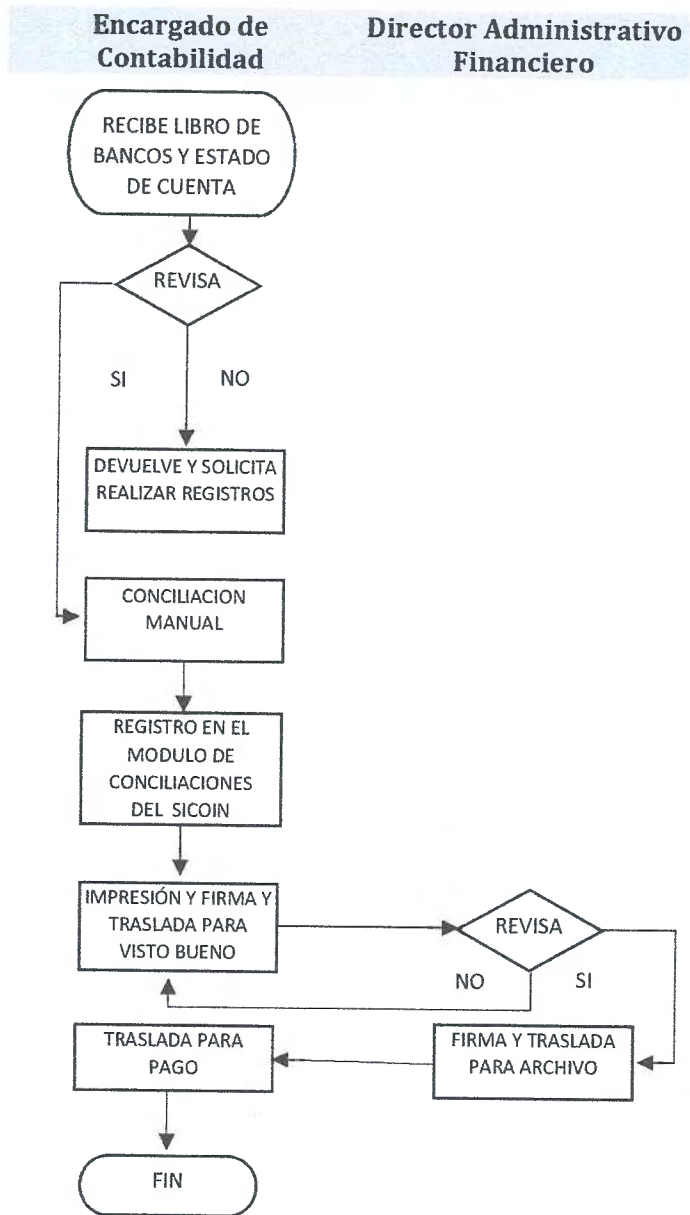 Encargado de
Contabilidad
Director Administrativo
Financiero
RECIBE LIBRO DE
BANCOS Y ESTADO
DE CUENTA
REVISA
SI
NO
DEVUELVE Y SOLICITA
REALIZAR REGISTROS
CONCILIACION
MANUAL
REGISTRO EN EL
MODULO DE
CONCILIACIONES
DEL SICOIN
IMPRESIÓN Y FIRMA Y
TRASLADA PARA
VISTO BUENO
REVISA
NO
SI
TRASLADA PARA
PAGO
FIRMA Y TRASLADA
PARA ARCHIVO
FIN